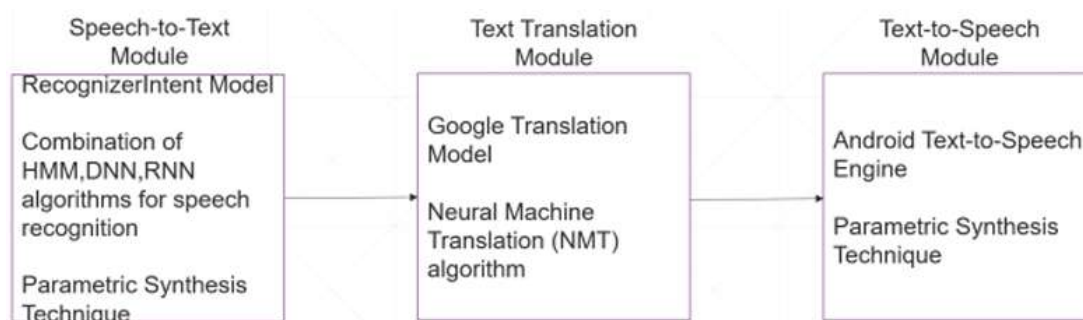 Speech-to-Text
Module
RecognizerIntent Model
Combination of
HMM,DNN,RNN
algorithms for speech
recognition
Parametric Synthesis
Technique
Text Translation
Module
Google Translation
Model
Neural Machine
Translation (NMT)
algorithm
Text-to-Speech
Module
Android Text-to-Speech
Engine
Parametric Synthesis
Technique